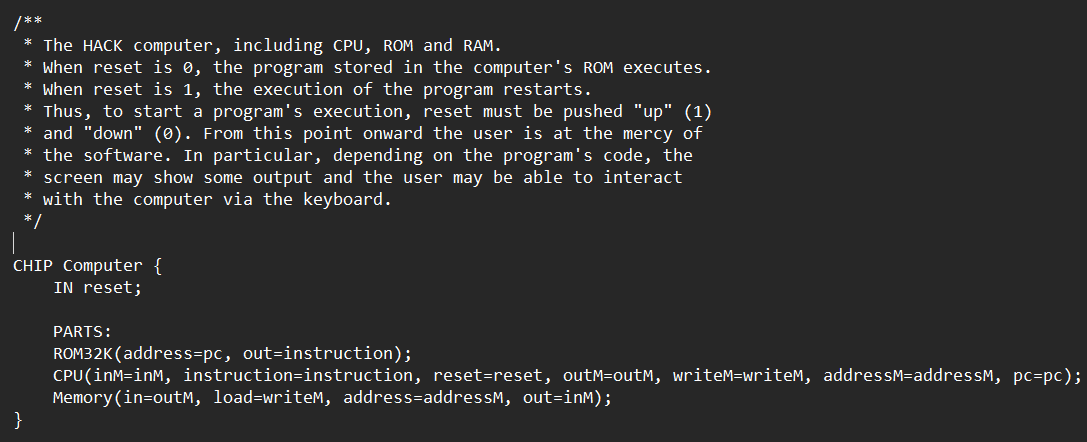 /**
 * The HACK computer, including CPU, ROM and RAM.
 * When reset is 0, the program stored in the computer's ROM executes.
 * When reset is 1, the execution of the program restarts.
 * Thus, to start a program's execution, reset must be pushed "up" (1)
 * and "down" (0). From this point onward the user is at the mercy of
 * the software. In particular, depending on the program's code, the
 * screen may show some output and the user may be able to interact
 * with the computer via the keyboard.
 */
CHIP Computer {
    IN reset;
    PARTS:
    ROM32K(address=pc, out=instruction);
    CPU(inM=inM, instruction=instruction, reset=reset, outM=outM, writeM=writeM, addressM=addressM, pc=pc);
    Memory(in=outM, load=writeM, address=addressM, out=inM);
}